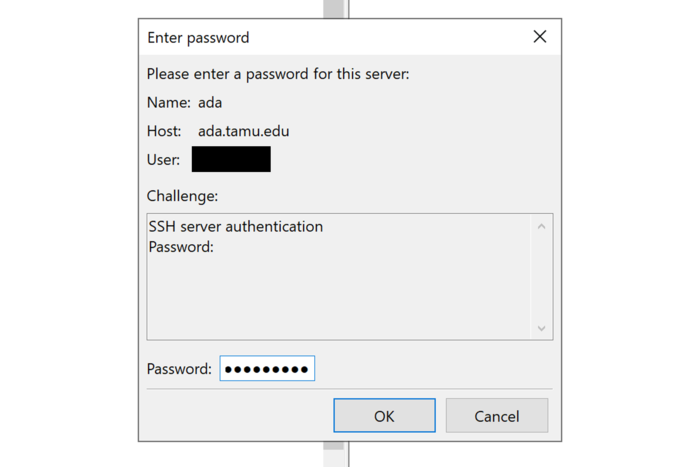 Enter password
Please enter a password for this server:
Name: ada
Host: ada.tamu.edu
User:
Challenge:
SSH server authentication
Password:
Password: ●●●●●●●●●
OK Cancel